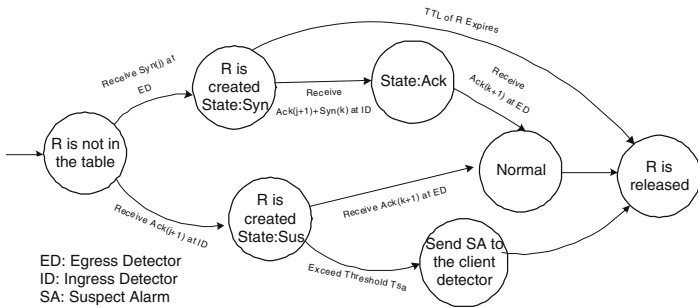 TTL of R Expires
Receive Syn(j) at
ED
R is
created
State:Syn
Receive
Ack(j+1)+Syn(k) at ID
State:Ack
Receive
Ack(k+1) at ED
R is not in
the table
Normal
R is
released
Receive Ack(j+1) at ID
R is
created
State:Sus
Receive Ack(k+1) at ED
Exceed Threshold Tsa
Send SA to
the client
detector
ED: Egress Detector
ID: Ingress Detector
SA: Suspect Alarm